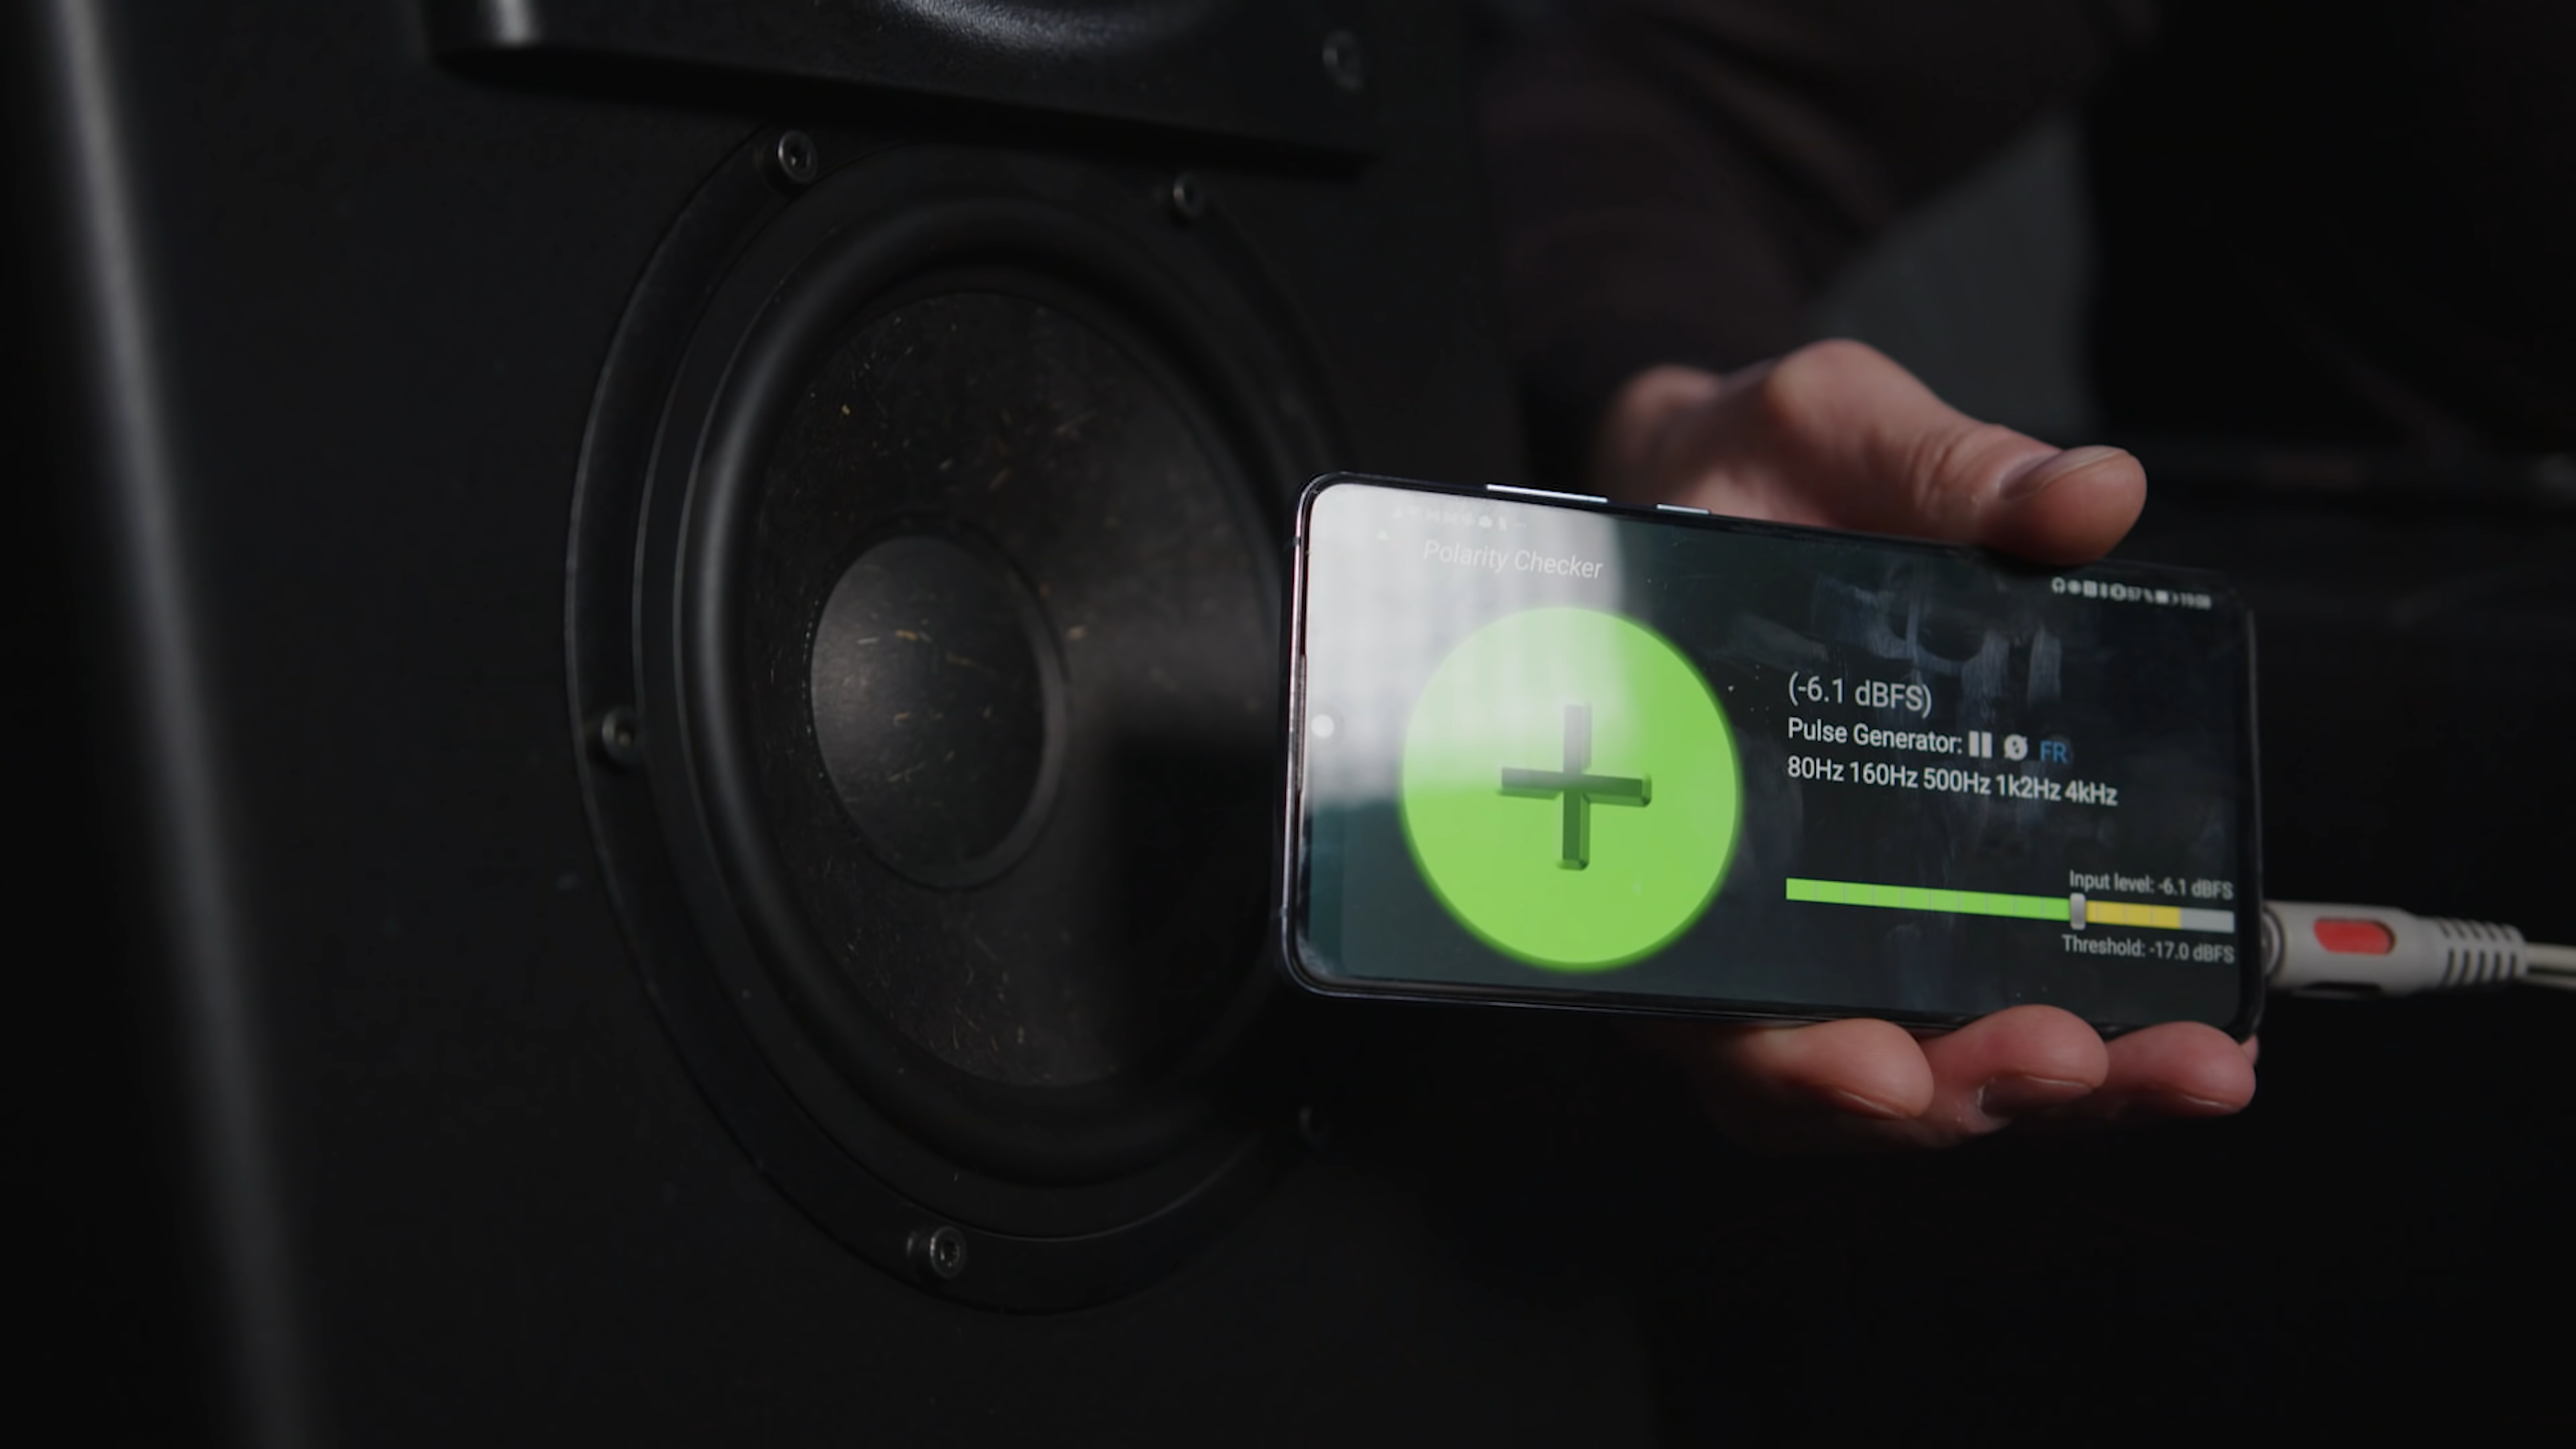 Polarity Checker
(-6.1 dBFS)
Pulse Generator: FR
80Hz 160Hz 500Hz 1k2Hz 4kHz
Input level: -6.1 dBFS
Threshold: -17.0 dBFS